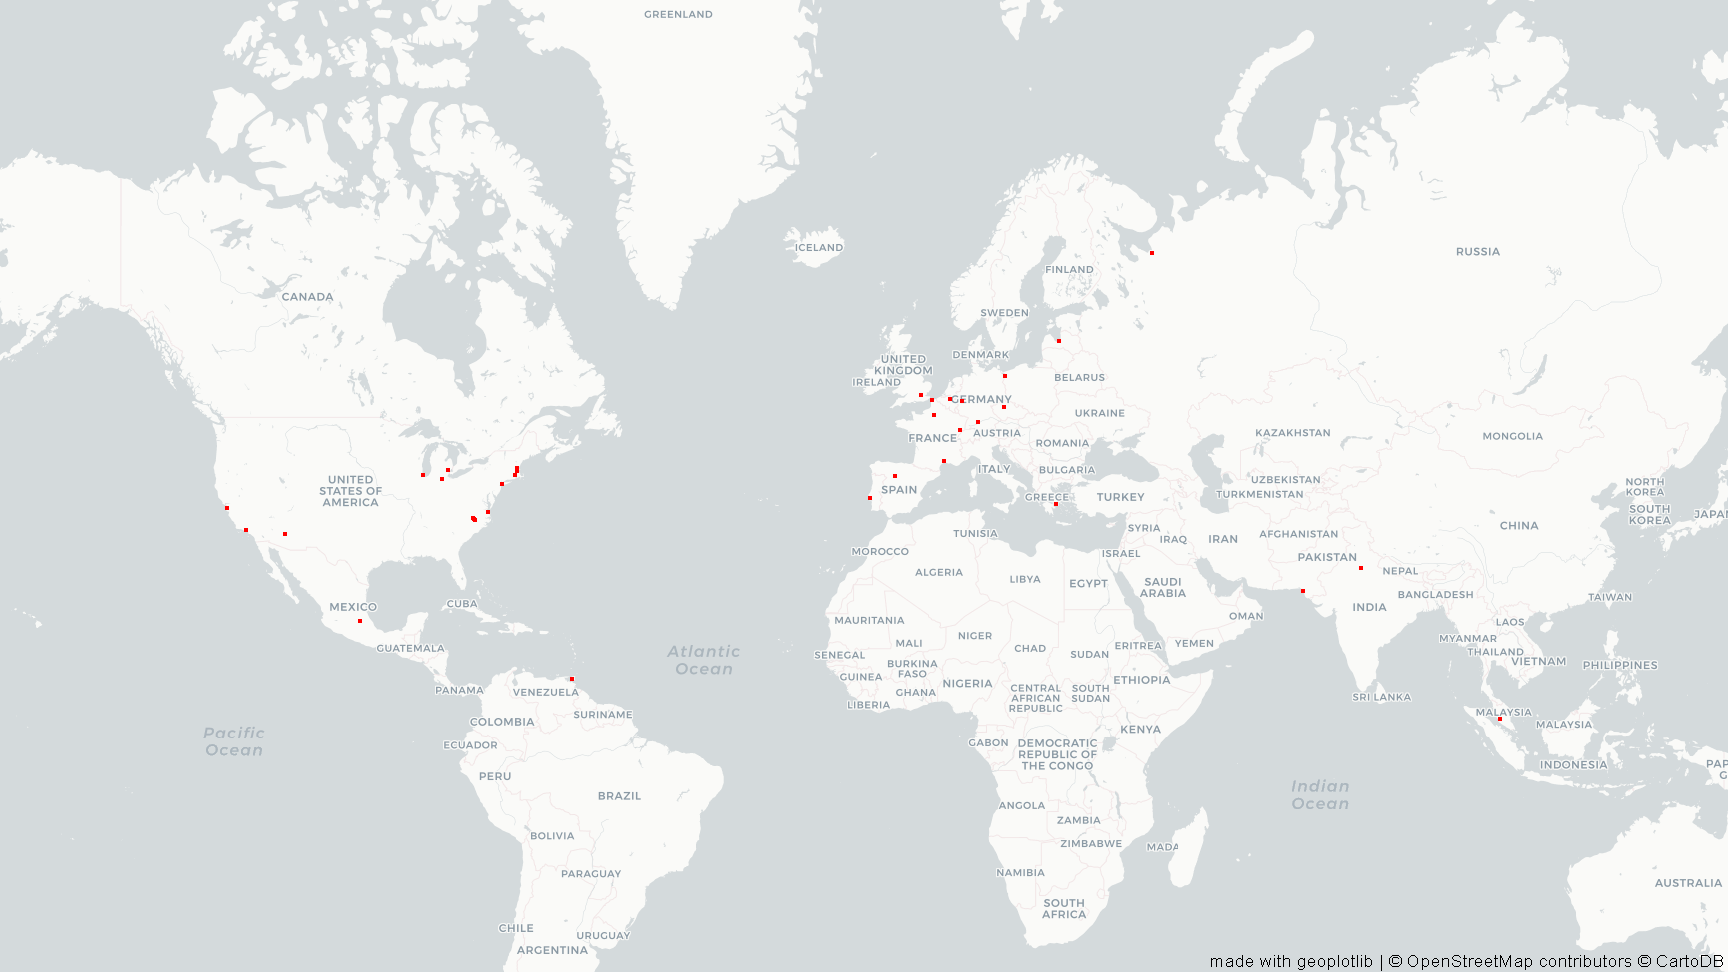 GREENLAND
ICELAND
RUSSIA
FINLAND
CANADA
SWEDEN
DENMARK
UNITED
KINGDOM
IRELAND
BELARUS
GERMANY
UKRAINE
AUSTRIA
FRANCE
ROMANIA
KAZAKHSTAN
MONGOLIA
ITALY
BULGARIA
UNITED
STATES OF
AMERICA
SPAIN
GREECE
TURKEY
UZBEKISTAN
TURKMENISTAN
NORTH
KOREA
SOUTH
KOREA
JAPAN
CHINA
TUNISIA
SYRIA
IRAQ
IRAN
AFGHANISTAN
MOROCCO
ISRAEL
PAKISTAN
ALGERIA
LIBYA
EGYPT
SAUDI
ARABIA
NEPAL
BANGLADESH
TAIWAN
MEXICO
CUBA
INDIA
OMAN
MAURITANIA
LAOS
MYANMAR
GUATEMALA
MALI
NIGER
CHAD
SUDAN
ERITREA
YEMEN
THAILAND
VIETNAM
PHILIPPINES
Atlantic
Ocean
SENEGAL
BURKINA
FASO
GUINEA
GHANA
NIGERIA
CENTRAL
AFRICAN
REPUBLIC
SOUTH
SUDAN
ETHIOPIA
SRI LANKA
PANAMA
VENEZUELA
LIBERIA
COLOMBIA
SURINAME
MALAYSIA
MALAYSIA
KENYA
Pacific
Ocean
ECUADOR
GABON
DEMOCRATIC
REPUBLIC OF
THE CONGO
INDONESIA
PAP
G
PERU
BRAZIL
Indian
Ocean
ANGOLA
ZAMBIA
BOLIVIA
ZIMBABWE
MADA
PARAGUAY
NAMIBIA
AUSTRALIA
SOUTH
AFRICA
CHILE
URUGUAY
ARGENTINA
made with geoplotlib | © OpenStreetMap contributors © CartoDB